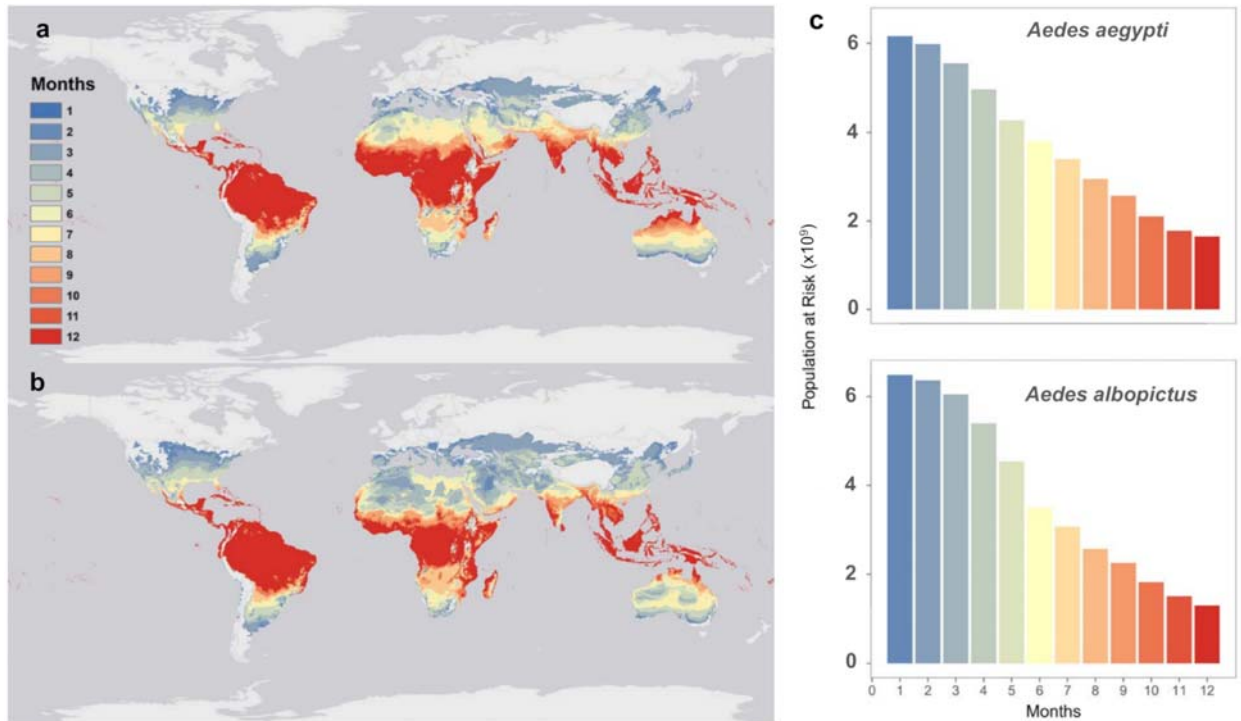 a
Months
1
2
3
4
5
6
7
8
9
10
11
12
b
c
Aedes aegypti
6
4
2
0
Population at Risk (x10⁹)
Aedes albopictus
6
4
2
0
0 1 2 3 4 5 6 7 8 9 10 11 12
Months